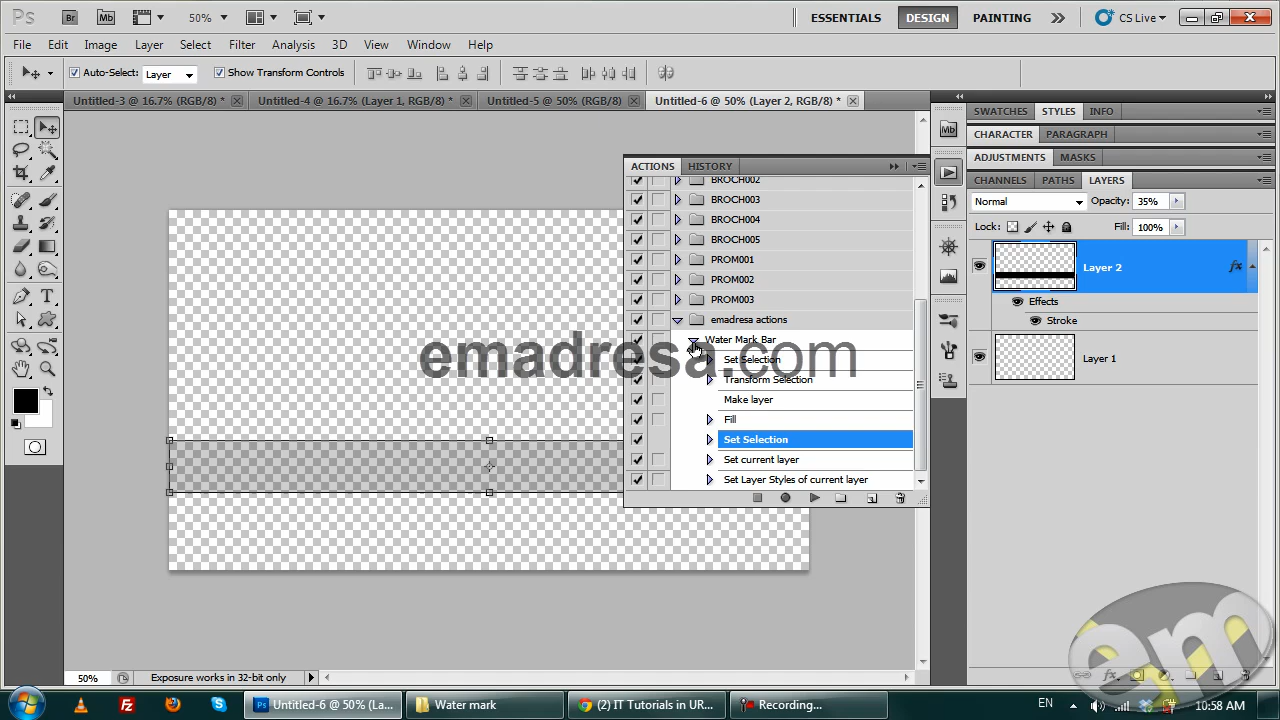 Ps Br Mb 50% ESSENTIALS DESIGN PAINTING CS Live
File Edit Image Layer Select Filter Analysis 3D View Window Help
Auto-Select: Layer Show Transform Controls
Untitled-3 @ 16.7% (RGB/8) * Untitled-4 @ 16.7% (Layer 1, RGB/8) * Untitled-5 @ 50% (RGB/8) Untitled-6 @ 50% (Layer 2, RGB/8) *
ACTIONS HISTORY
BROCH002
BROCH003
BROCH004
BROCH005
PROM001
PROM002
PROM003
emadresa actions
Water Mark Bar
Set Selection
Transform Selection
Make layer
Fill
Set Selection
Set current layer
Set Layer Styles of current layer
emadresa.com
Mb
SWATCHES STYLES INFO
CHARACTER PARAGRAPH
ADJUSTMENTS MASKS
CHANNELS PATHS LAYERS
Normal Opacity: 35%
Lock: Fill: 100%
Layer 2 fx
Effects
Stroke
Layer 1
em
50% Exposure works in 32-bit only
Untitled-6 @ 50% (La... Water mark (2) IT Tutorials in UR... Recording... EN 10:58 AM